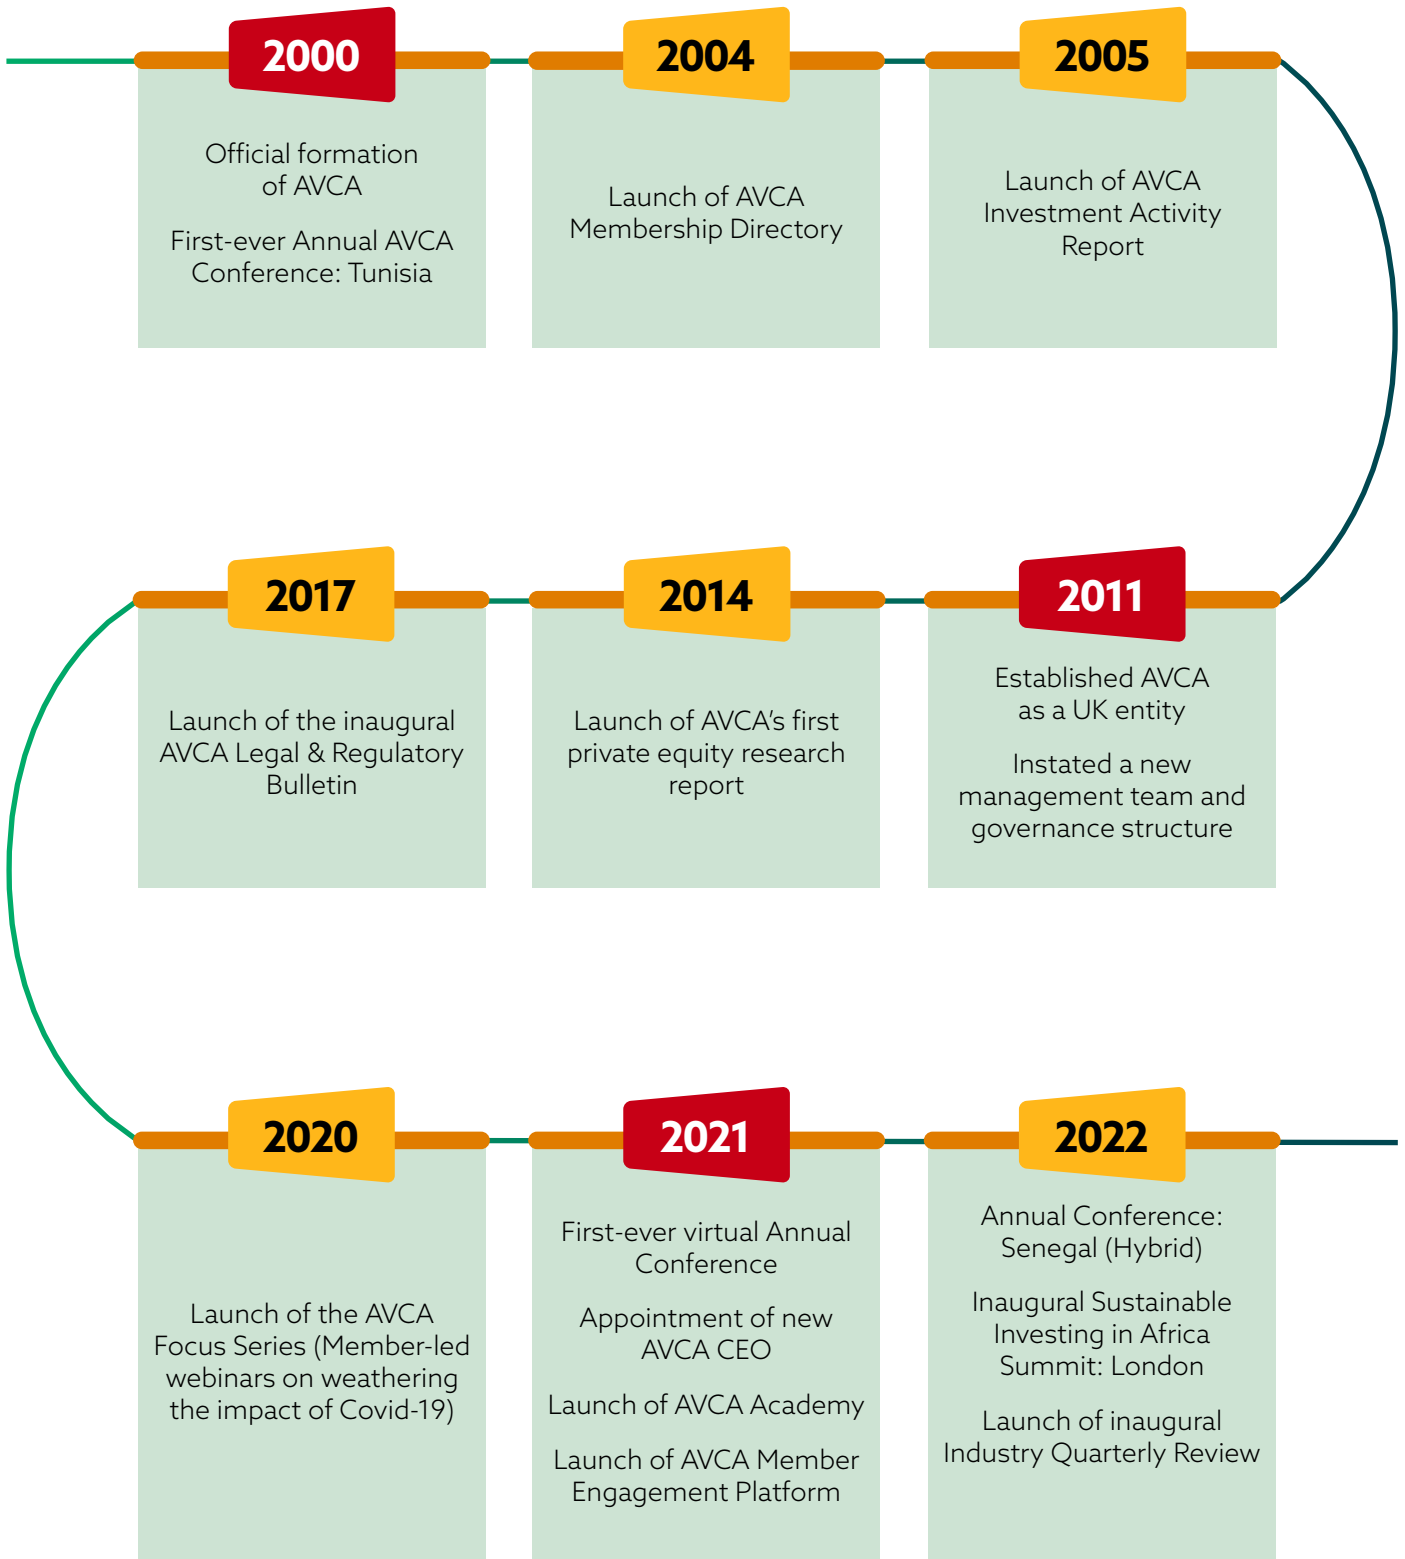 2000
Official formation
of AVCA
First-ever Annual AVCA
Conference: Tunisia
2004
Launch of AVCA
Membership Directory
2005
Launch of AVCA
Investment Activity
Report
2011
Established AVCA
as a UK entity
Instated a new
management team and
governance structure
2014
Launch of AVCA’s first
private equity research
report
2017
Launch of the inaugural
AVCA Legal & Regulatory
Bulletin
2020
Launch of the AVCA
Focus Series (Member-led
webinars on weathering
the impact of Covid-19)
2021
First-ever virtual Annual
Conference
Appointment of new
AVCA CEO
Launch of AVCA Academy
Launch of AVCA Member
Engagement Platform
2022
Annual Conference:
Senegal (Hybrid)
Inaugural Sustainable
Investing in Africa
Summit: London
Launch of inaugural
Industry Quarterly Review